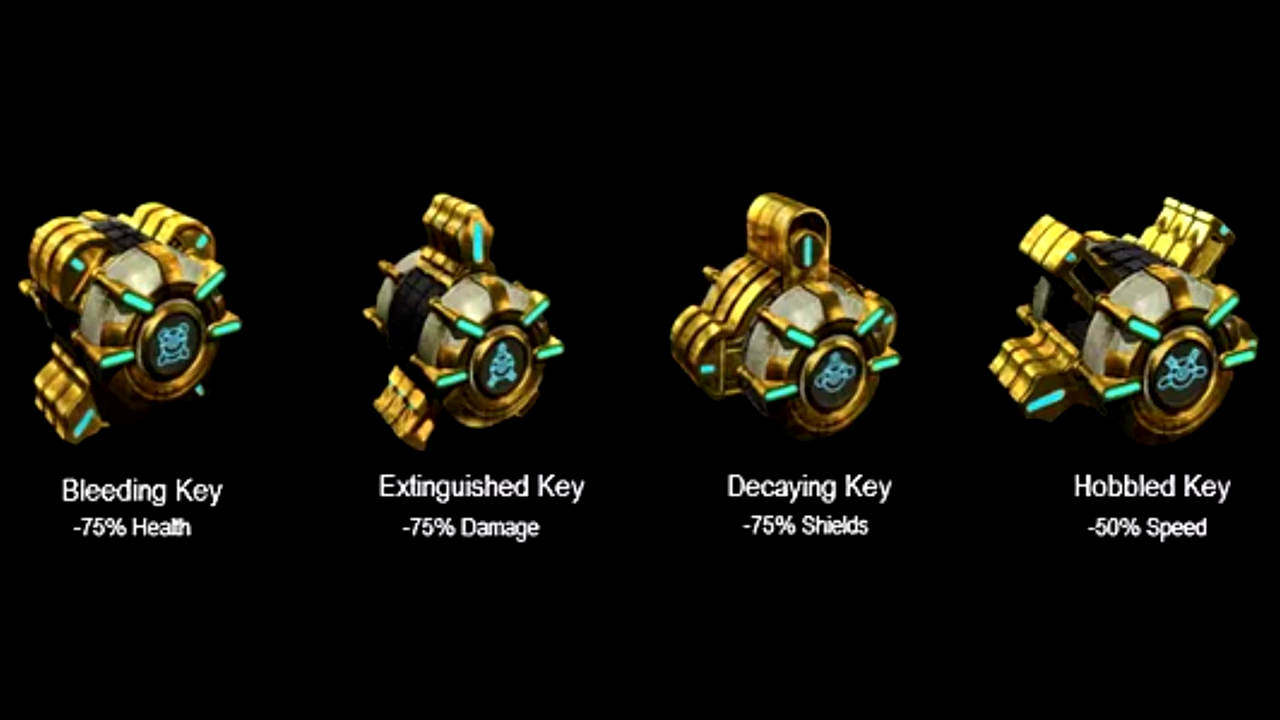 Bleeding Key
-75% Health
Extinguished Key
-75% Damage
Decaying Key
-75% Shields
Hobbled Key
-50% Speed